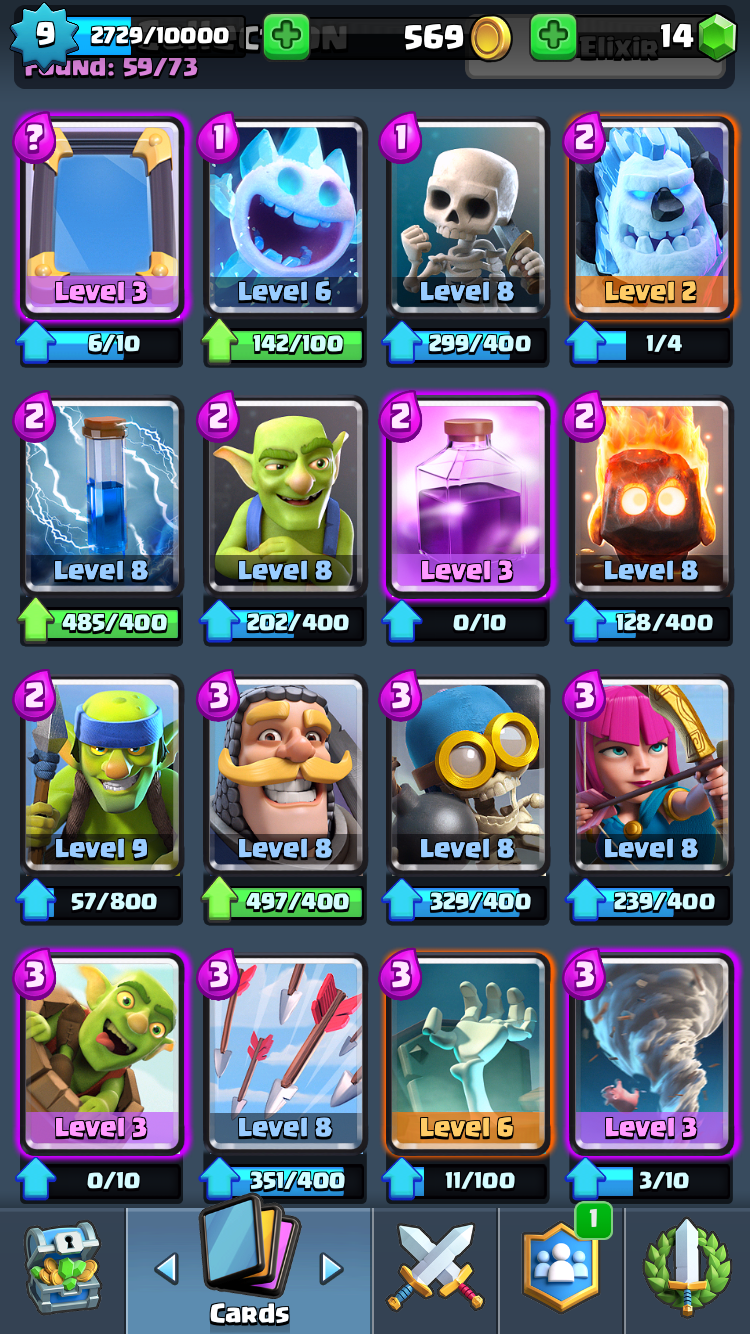 9 2729/10000 569 14
Elixir
Found: 59/73
? 1 1 2
Level 3 Level 6 Level 8 Level 2
6/10 142/100 299/400 1/4
2 2 2 2
Level 8 Level 8 Level 3 Level 8
485/400 202/400 0/10 128/400
2 3 3 3
Level 9 Level 8 Level 8 Level 8
57/800 497/400 329/400 239/400
3 3 3 3
Level 3 Level 8 Level 6 Level 3
0/10 351/400 11/100 3/10
1
Cards